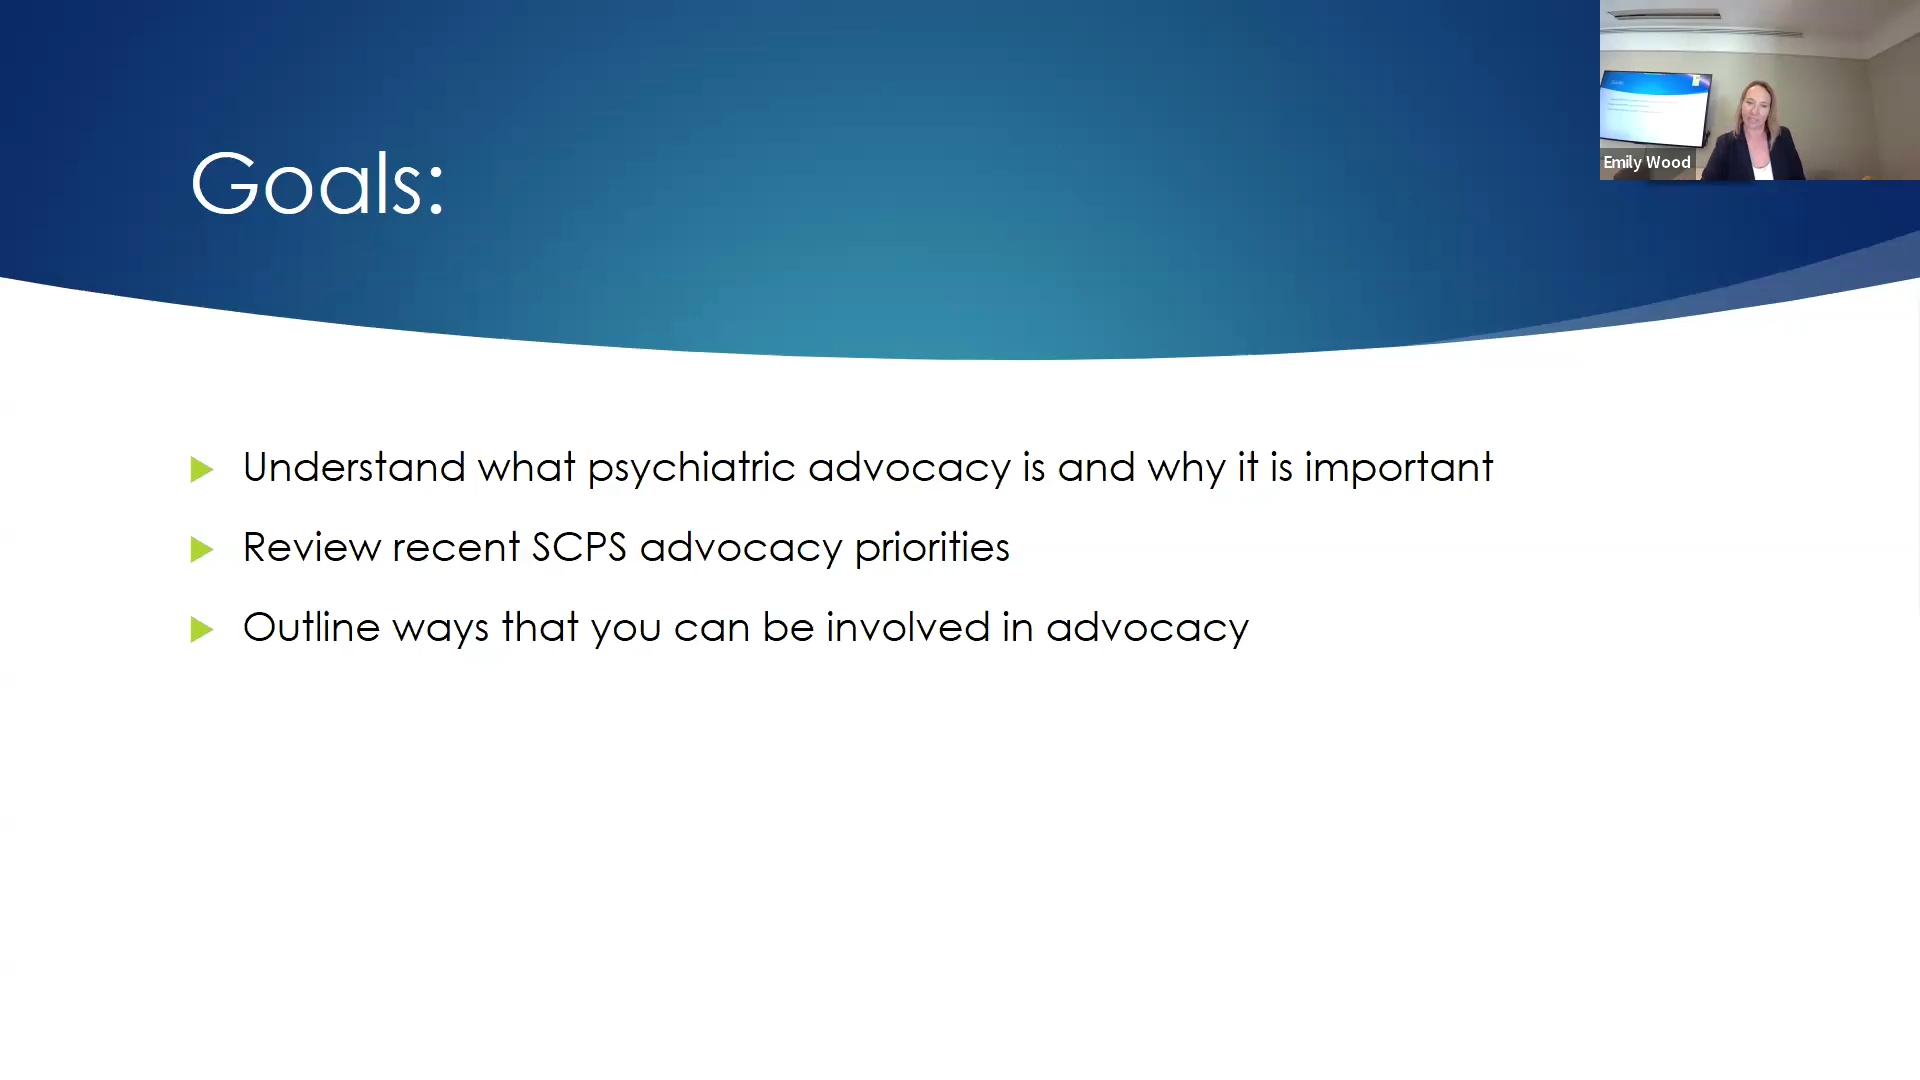 Goals:
Emily Wood
Understand what psychiatric advocacy is and why it is important
Review recent SCPS advocacy priorities
Outline ways that you can be involved in advocacy